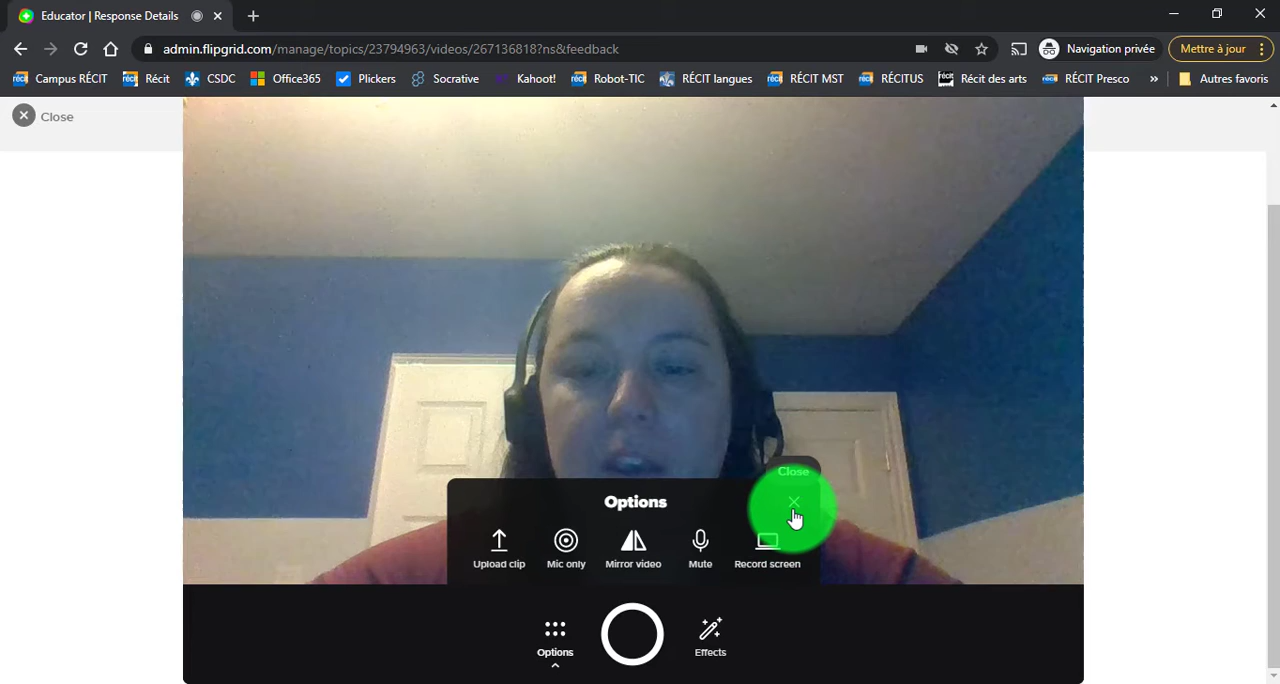 Educator | Response Details
admin.flipgrid.com/manage/topics/23794963/videos/267136818?ns&feedback
Navigation privée
Mettre à jour
Campus RÉCIT
Récit
CSDC
Office365
Plickers
Socrative
Kahoot!
Robot-TIC
RÉCIT langues
RÉCIT MST
RÉCITUS
Récit des arts
RÉCIT Presco
»
Autres favoris
Close
Close
Options
Upload clip
Mic only
Mirror video
Mute
Record screen
Options
Effects